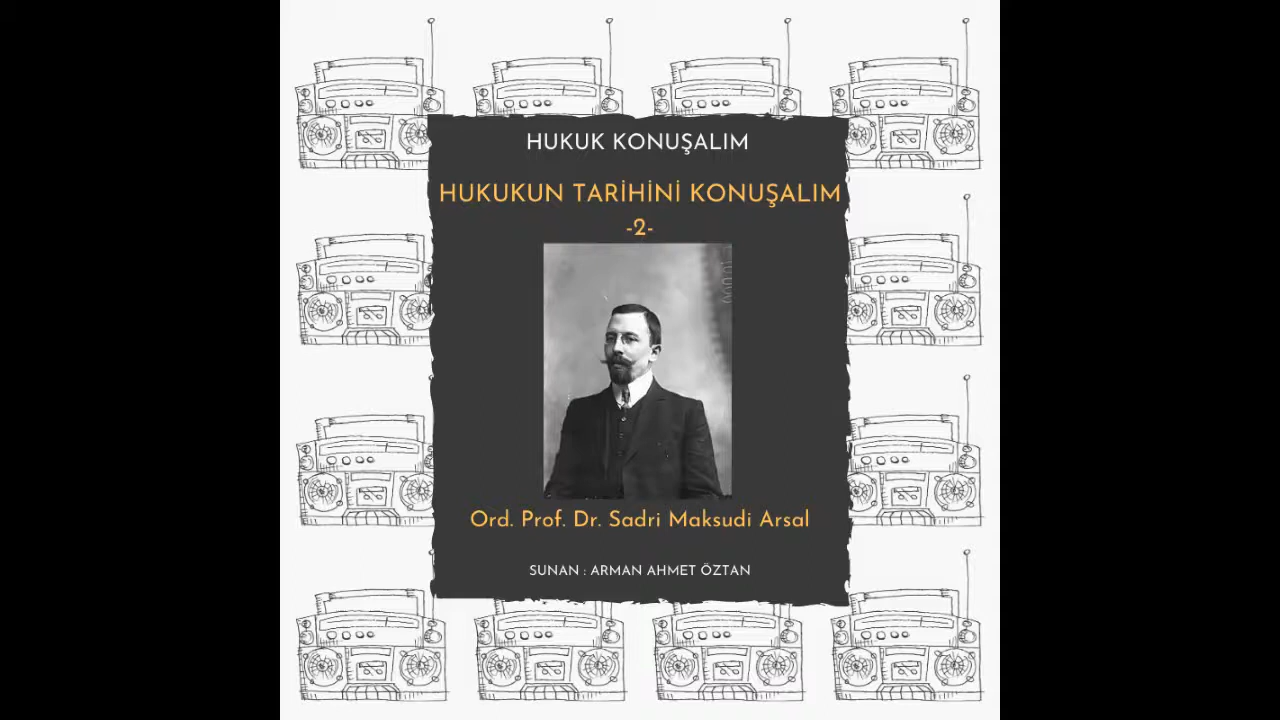 HUKUK KONUŞALIM
HUKUKUN TARİHİNİ KONUŞALIM
-2-
Ord. Prof. Dr. Sadri Maksudi Arsal
SUNAN : ARMAN AHMET ÖZTAN